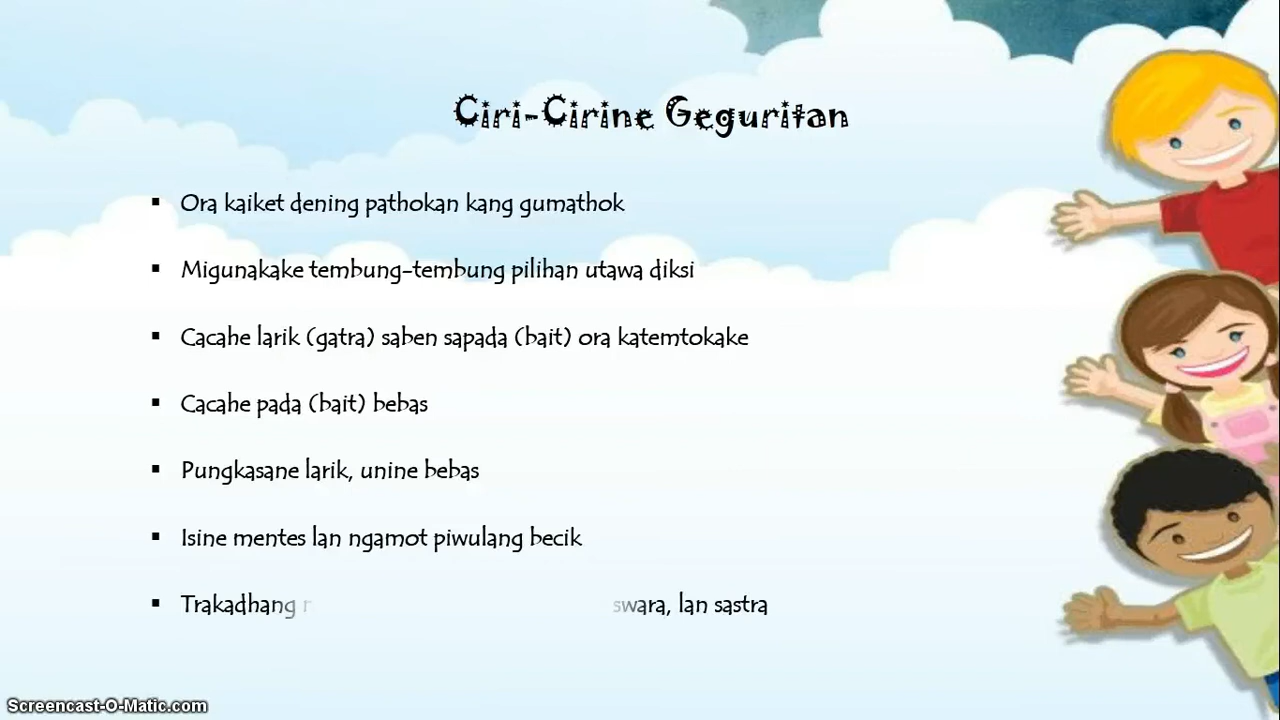 Ciri-Cirine Geguritan
▪ Ora kaiket dening pathokan kang gumathok
▪ Migunakake tembung-tembung pilihan utawa diksi
▪ Cacahe larik (gatra) saben sapada (bait) ora katemtokake
▪ Cacahe pada (bait) bebas
▪ Pungkasane larik, unine bebas
▪ Isine mentes lan ngamot piwulang becik
▪ Trakadhang swara, lan sastra
Screencast-O-Matic.com